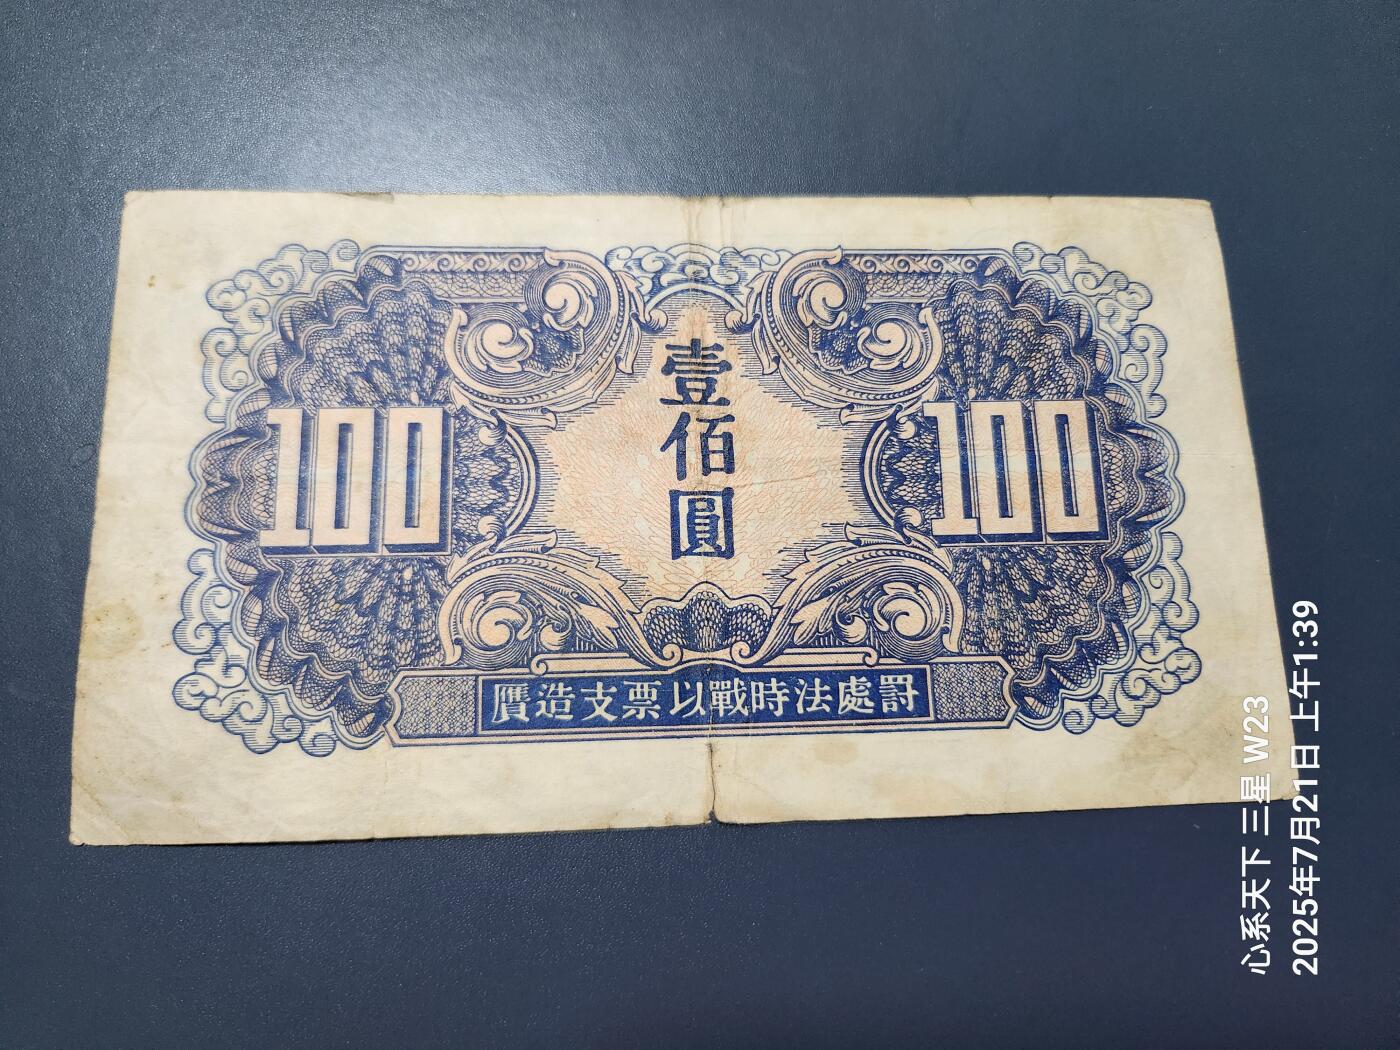 壹佰圓
100
100
贋造支票以戰時法處罰
心系天下 三星 W23
2025年7月21日 上午1:39